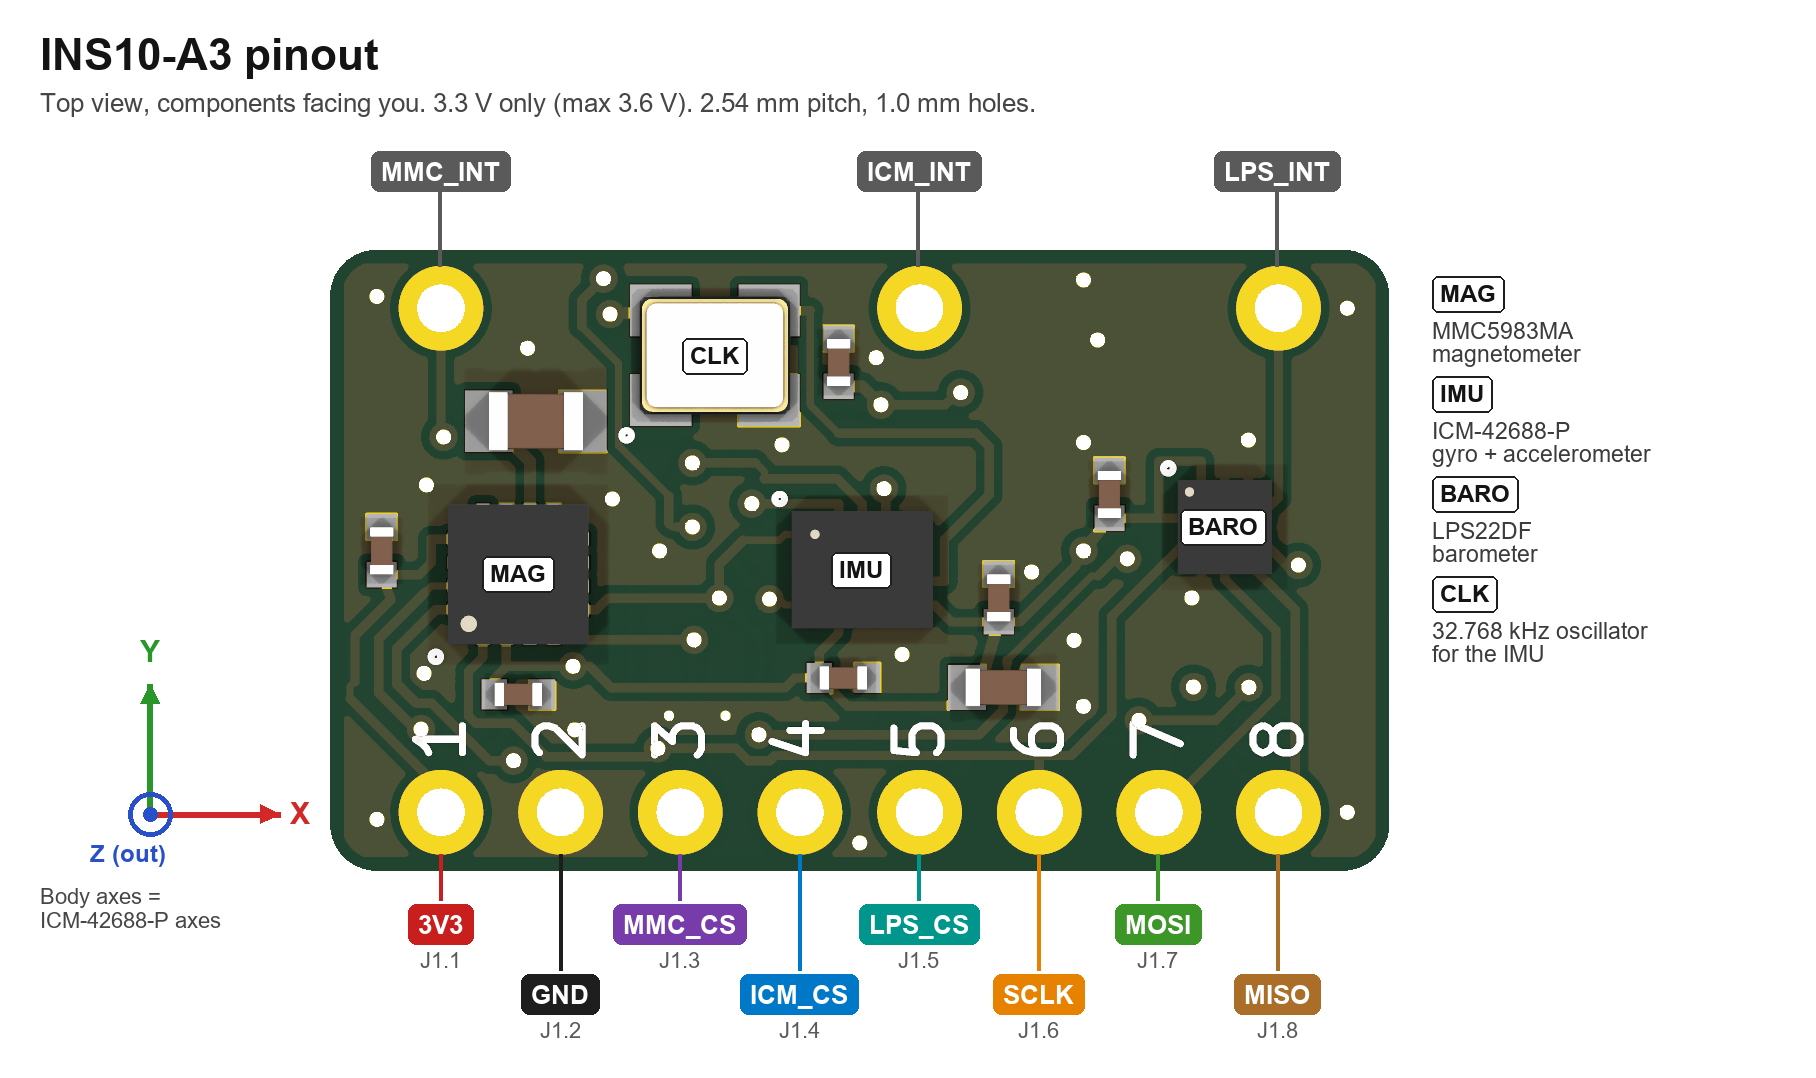 INS10-A3 pinout
Top view, components facing you. 3.3 V only (max 3.6 V). 2.54 mm pitch, 1.0 mm holes.
MMC_INT ICM_INT LPS_INT
CLK
MAG IMU BARO
1 2 3 4 5 6 7 8
MAG
MMC5983MA
magnetometer
IMU
ICM-42688-P
gyro + accelerometer
BARO
LPS22DF
barometer
CLK
32.768 kHz oscillator
for the IMU
Y
X
Z (out)
Body axes =
ICM-42688-P axes
3V3 MMC_CS LPS_CS MOSI
J1.1 J1.3 J1.5 J1.7
GND ICM_CS SCLK MISO
J1.2 J1.4 J1.6 J1.8